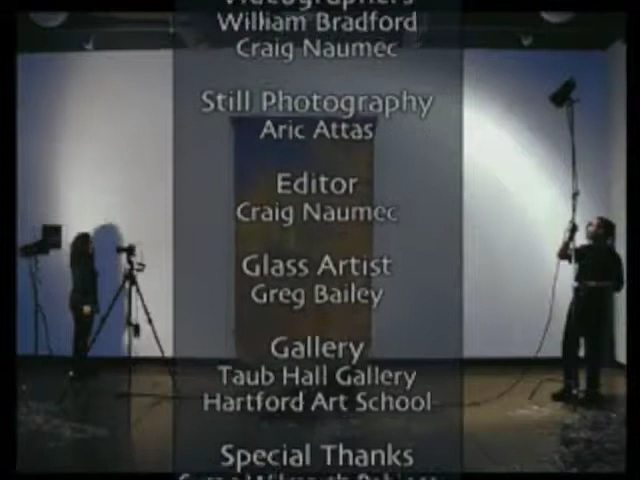 Videographers
William Bradford
Craig Naumec
Still Photography
Aric Attas
Editor
Craig Naumec
Glass Artist
Greg Bailey
Gallery
Taub Hall Gallery
Hartford Art School
Special Thanks